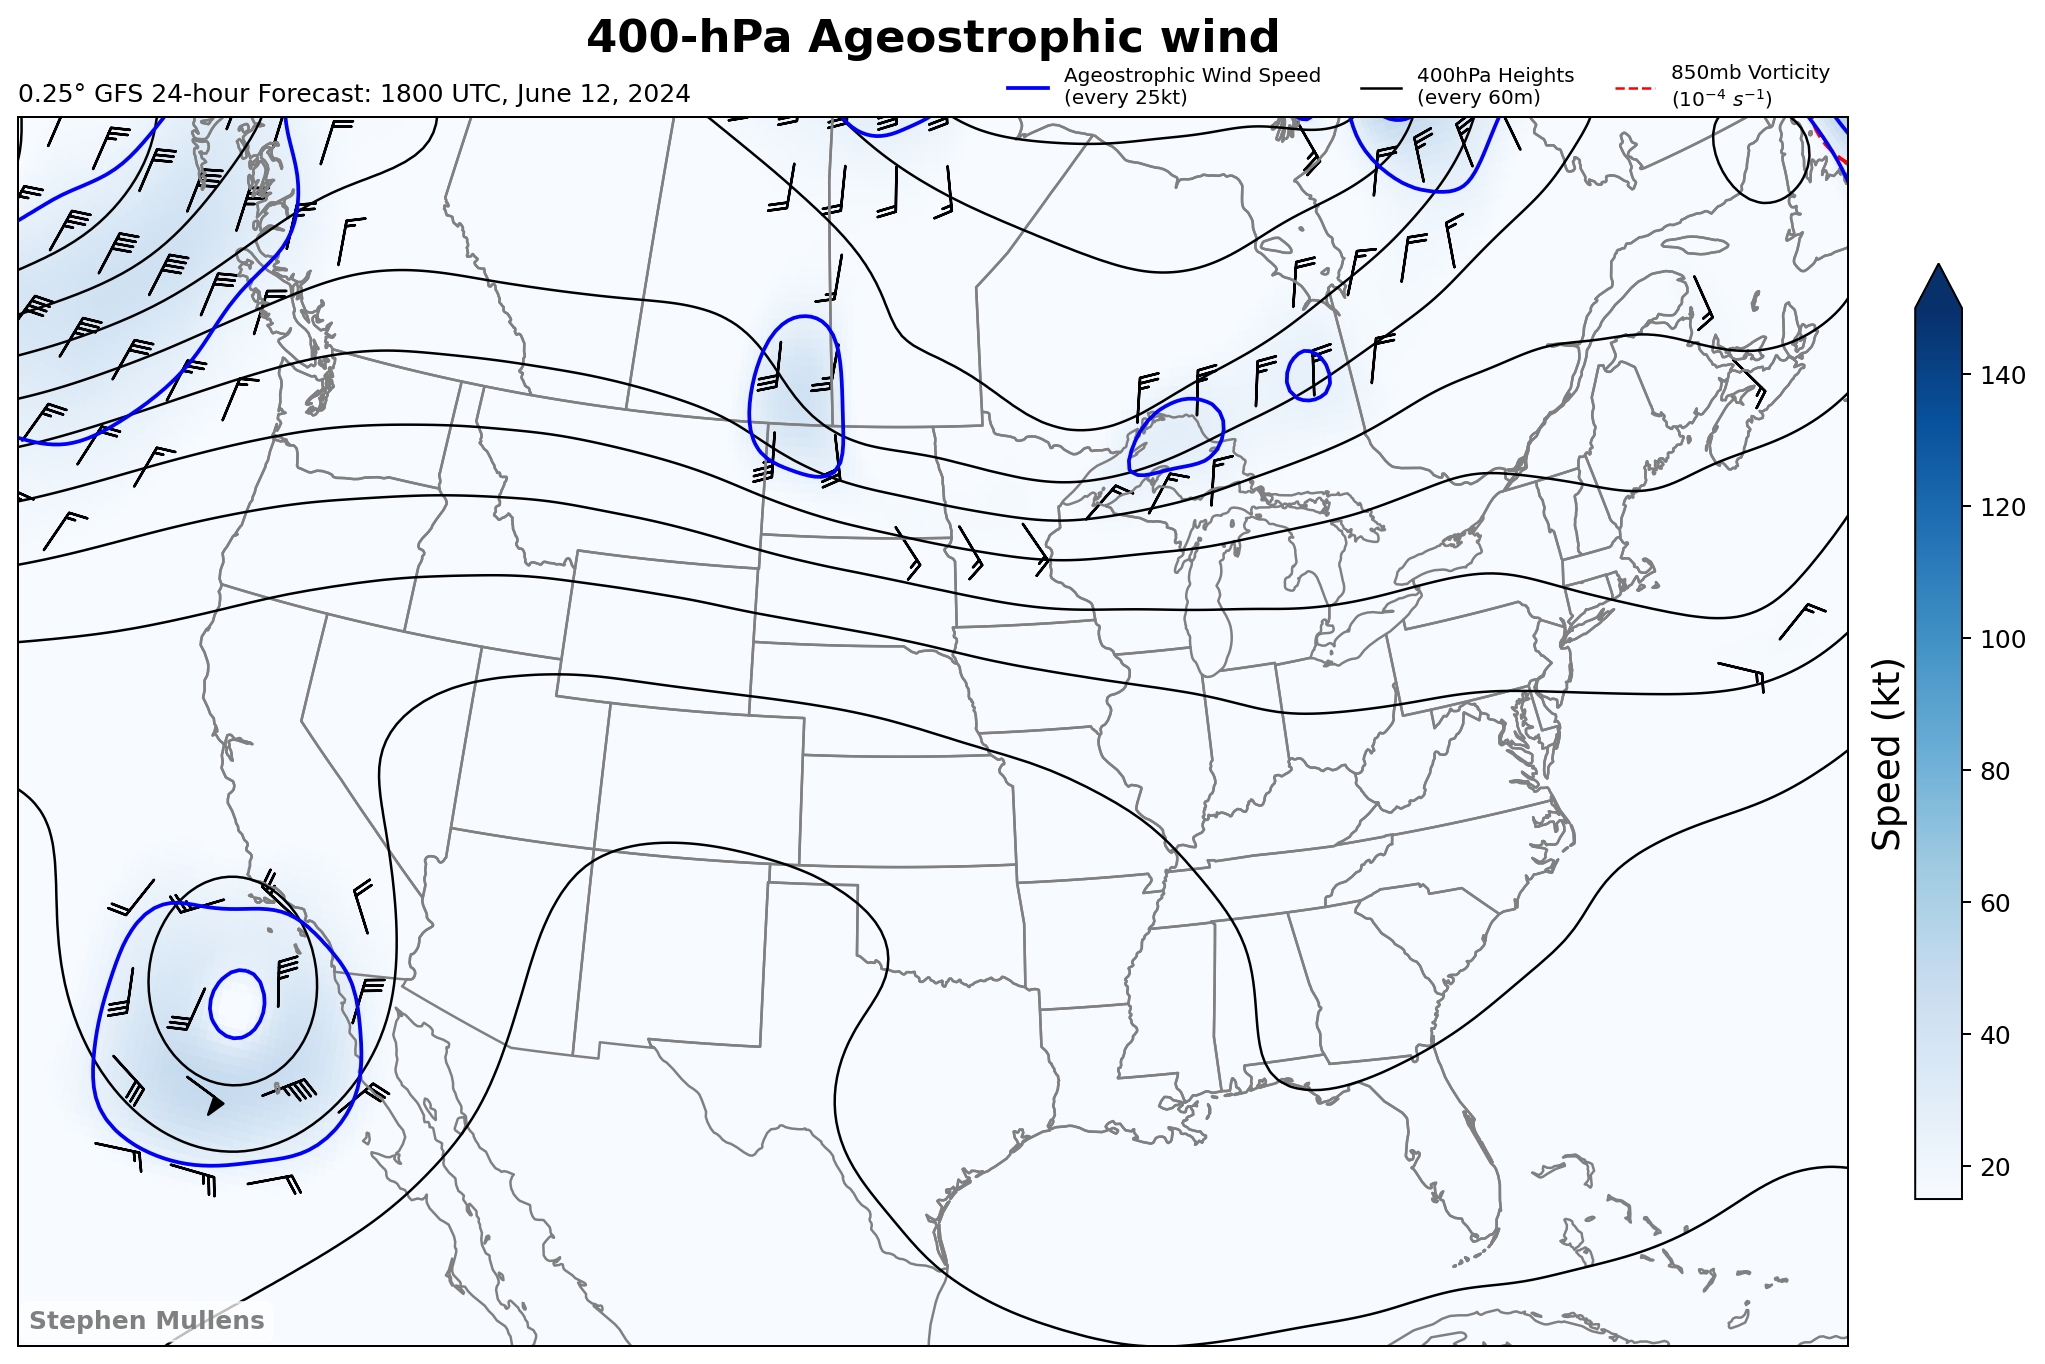 400-hPa Ageostrophic wind
0.25° GFS 24-hour Forecast: 1800 UTC, June 12, 2024
Ageostrophic Wind Speed
(every 25kt)
400hPa Heights
(every 60m)
850mb Vorticity
(10⁻⁴ s⁻¹)
140
120
100
80
60
40
20
Speed (kt)
Stephen Mullens